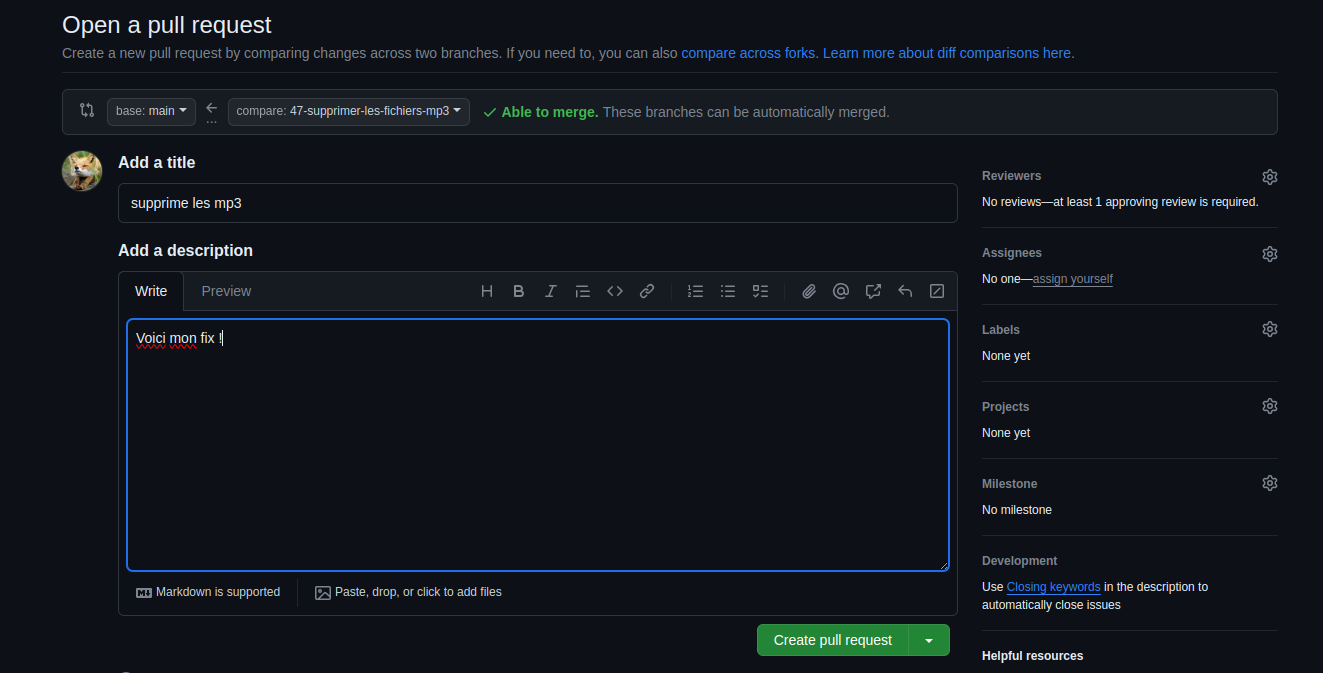 Open a pull request
Create a new pull request by comparing changes across two branches. If you need to, you can also compare across forks. Learn more about diff comparisons here.
base: main
...
compare: 47-supprimer-les-fichiers-mp3
Able to merge. These branches can be automatically merged.
Add a title
supprime les mp3
Add a description
Write
Preview
Voici mon fix !
Markdown is supported
Paste, drop, or click to add files
Create pull request
Reviewers
No reviews—at least 1 approving review is required.
Assignees
No one—assign yourself
Labels
None yet
Projects
None yet
Milestone
No milestone
Development
Use Closing keywords in the description to
automatically close issues
Helpful resources